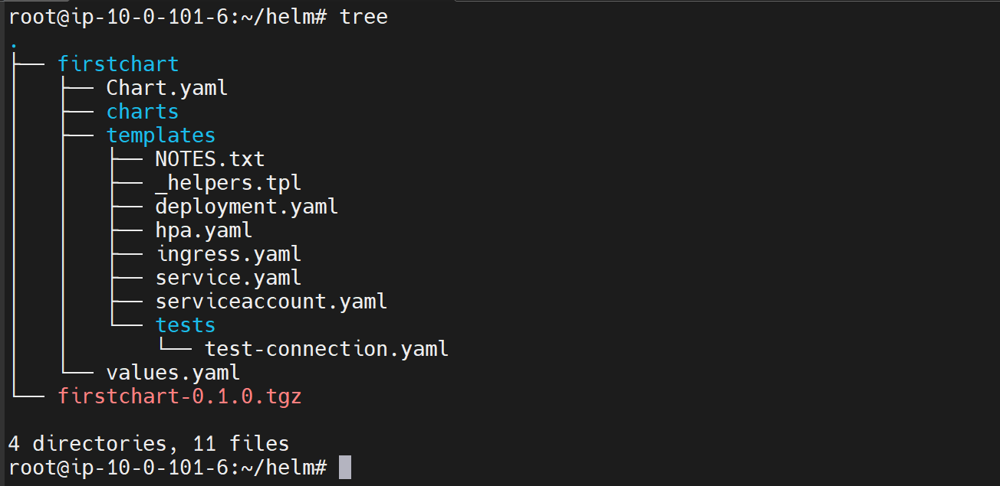 root@ip-10-0-101-6:~/helm# tree
.
├── firstchart
│   ├── Chart.yaml
│   ├── charts
│   ├── templates
│   │   ├── NOTES.txt
│   │   ├── _helpers.tpl
│   │   ├── deployment.yaml
│   │   ├── hpa.yaml
│   │   ├── ingress.yaml
│   │   ├── service.yaml
│   │   ├── serviceaccount.yaml
│   │   └── tests
│   │       └── test-connection.yaml
│   └── values.yaml
└── firstchart-0.1.0.tgz

4 directories, 11 files
root@ip-10-0-101-6:~/helm#